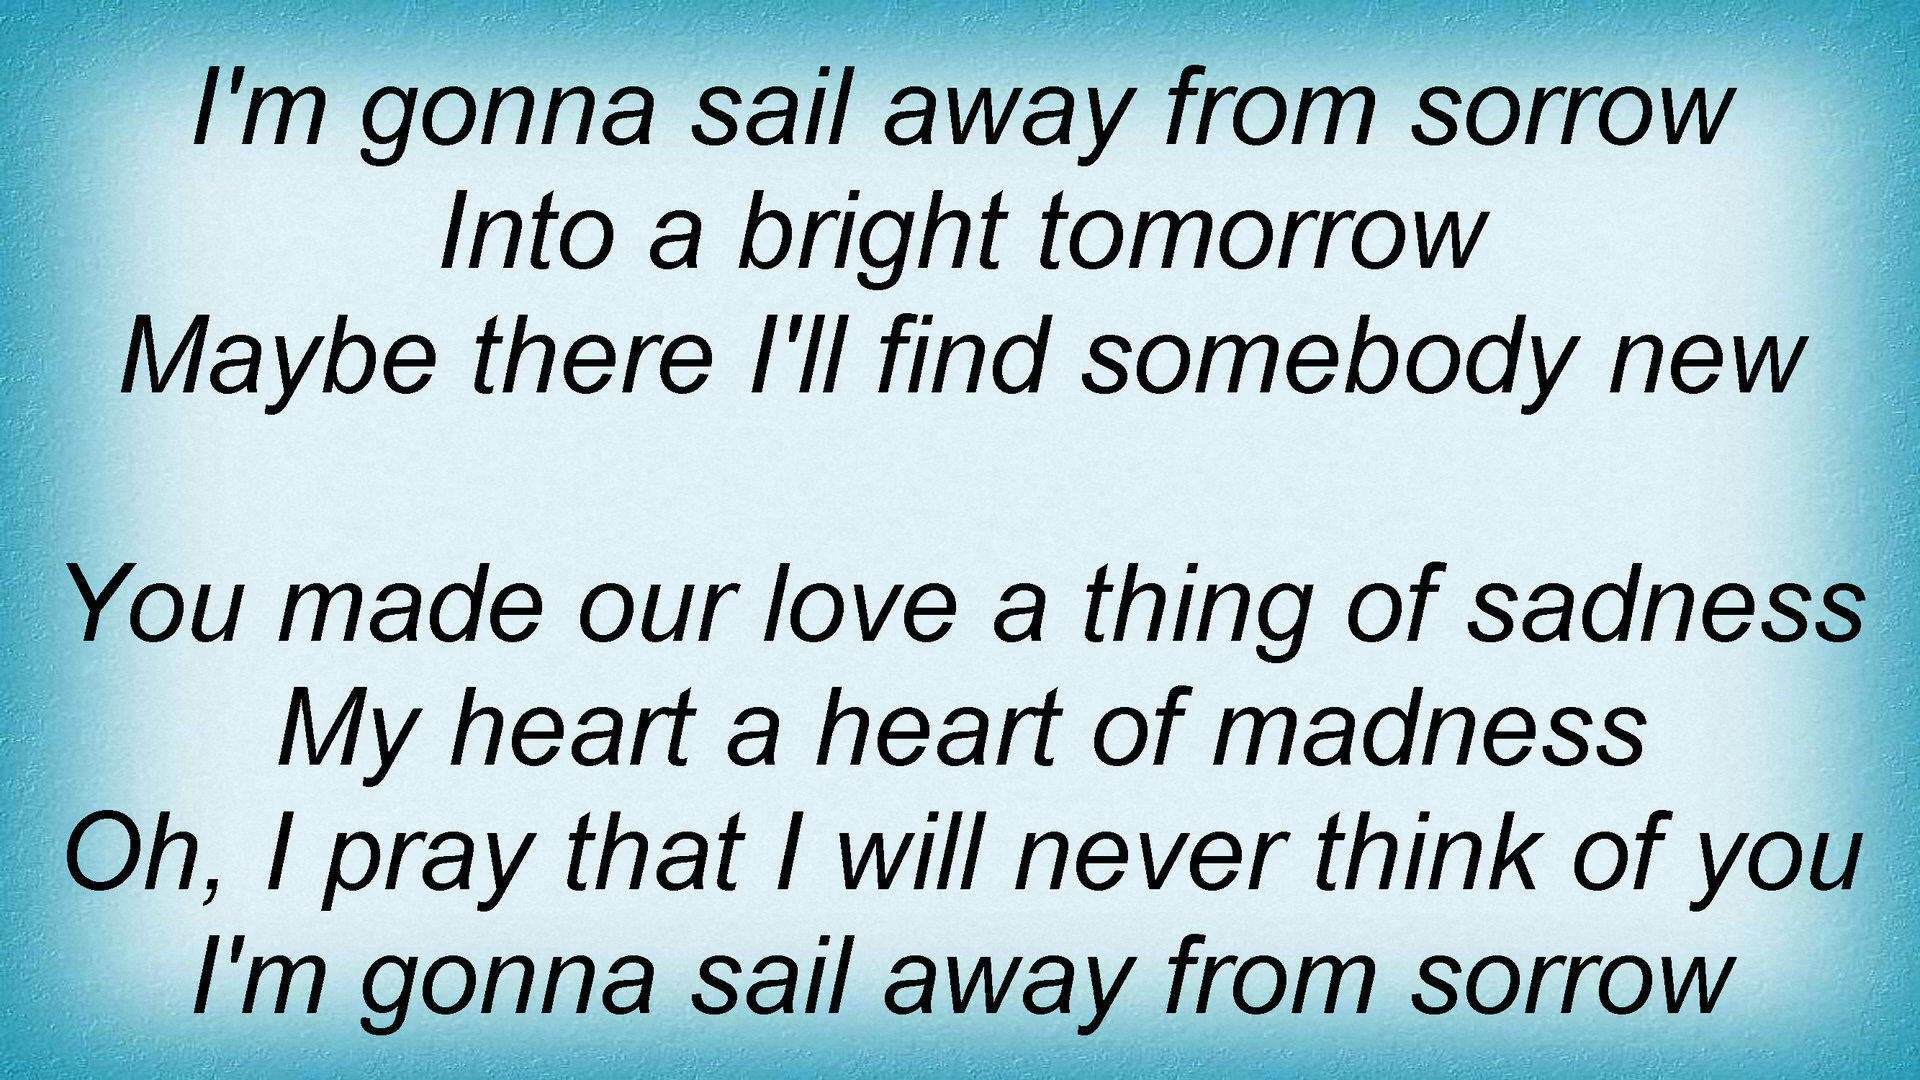 I'm gonna sail away from sorrow
Into a bright tomorrow
Maybe there I'll find somebody new
You made our love a thing of sadness
My heart a heart of madness
Oh, I pray that I will never think of you
I'm gonna sail away from sorrow